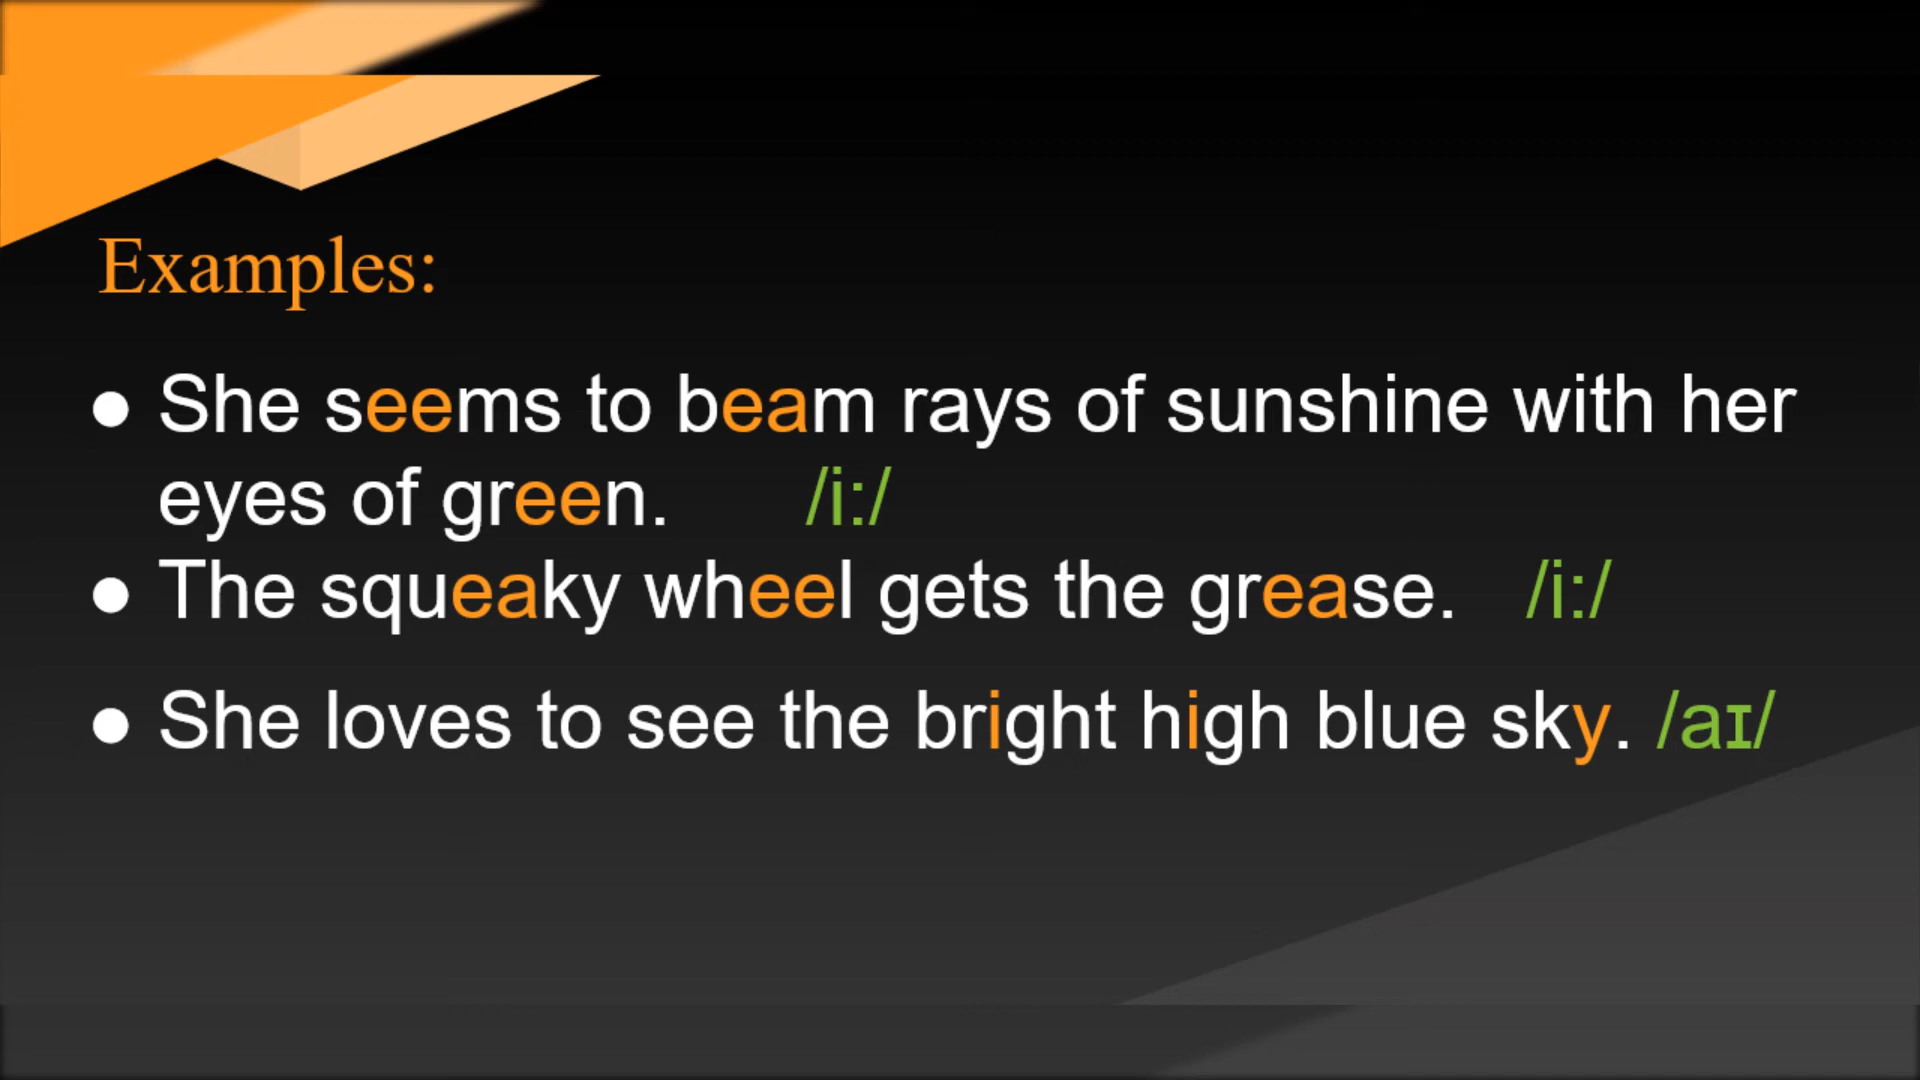 Examples:
● She seems to beam rays of sunshine with her
eyes of green. /i:/
● The squeaky wheel gets the grease. /i:/
● She loves to see the bright high blue sky. /aɪ/